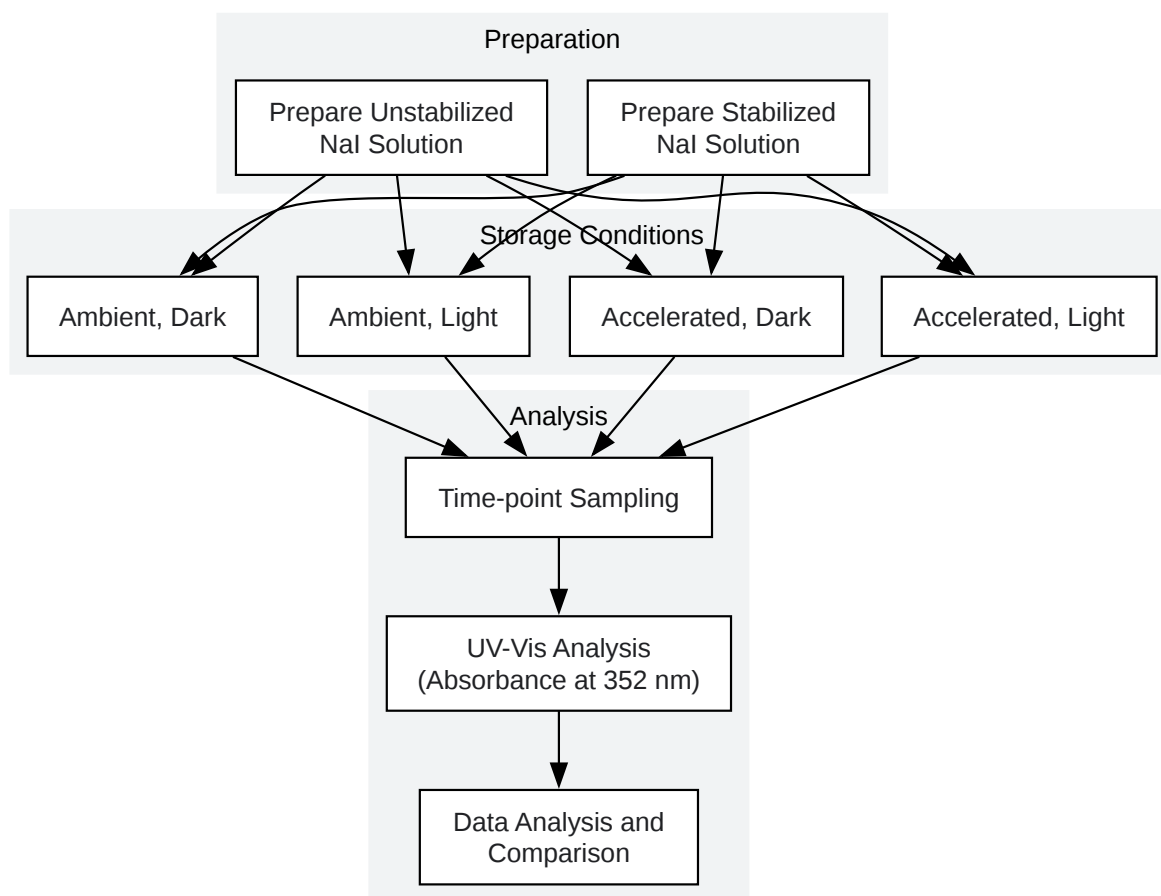 Preparation
Prepare Unstabilized
NaI Solution
Prepare Stabilized
NaI Solution
Storage Conditions
Ambient, Dark
Ambient, Light
Accelerated, Dark
Accelerated, Light
Analysis
Time-point Sampling
UV-Vis Analysis
(Absorbance at 352 nm)
Data Analysis and
Comparison